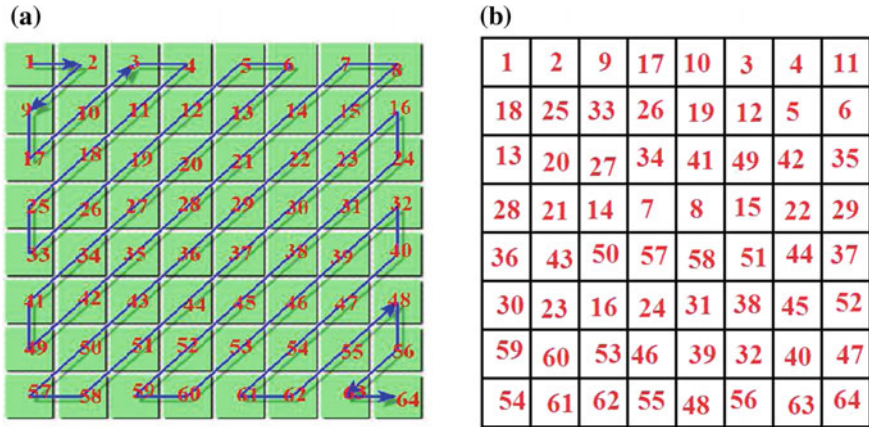 (a)
1 2 3 4 5 6 7 8
9 10 11 12 13 14 15 16
17 18 19 20 21 22 23 24
25 26 27 28 29 30 31 32
33 34 35 36 37 38 39 40
41 42 43 44 45 46 47 48
49 50 51 52 53 54 55 56
57 58 59 60 61 62 63 64
(b)
1 2 9 17 10 3 4 11
18 25 33 26 19 12 5 6
13 20 27 34 41 49 42 35
28 21 14 7 8 15 22 29
36 43 50 57 58 51 44 37
30 23 16 24 31 38 45 52
59 60 53 46 39 32 40 47
54 61 62 55 48 56 63 64